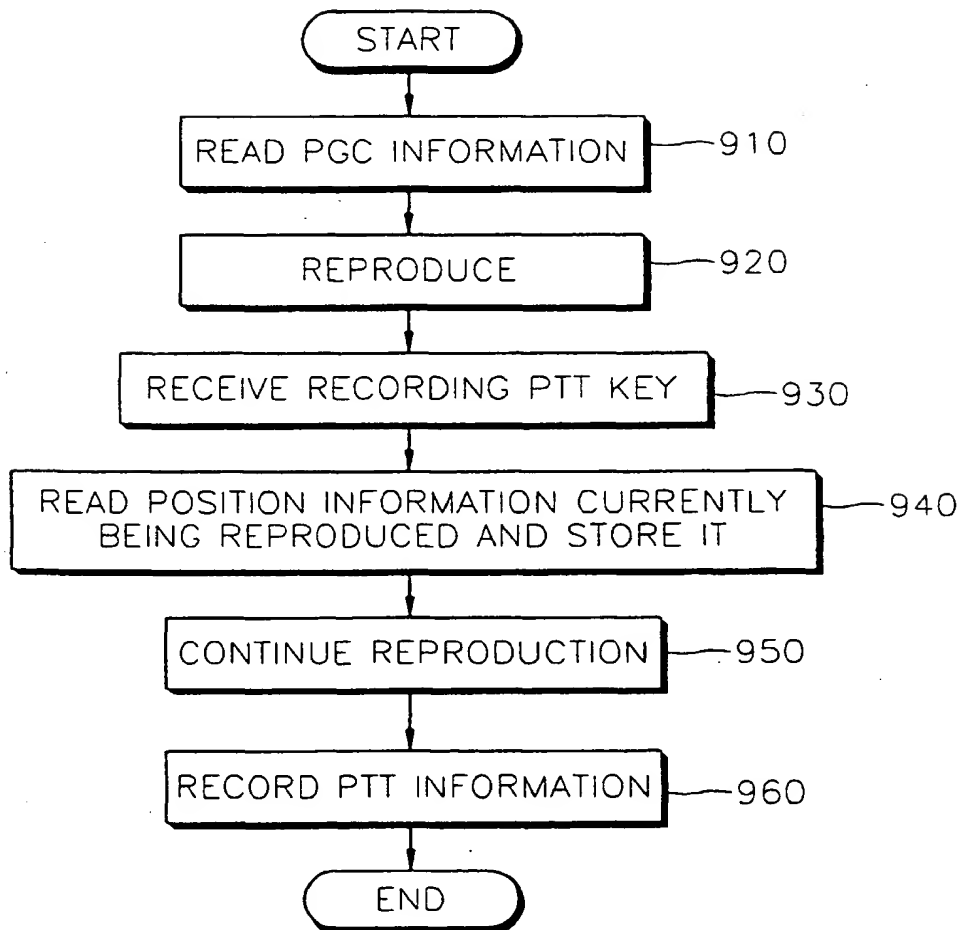 START
READ PGC INFORMATION
910
REPRODUCE
920
RECEIVE RECORDING PTT KEY
930
READ POSITION INFORMATION CURRENTLY
BEING REPRODUCED AND STORE IT
940
CONTINUE REPRODUCTION
950
RECORD PTT INFORMATION
960
END